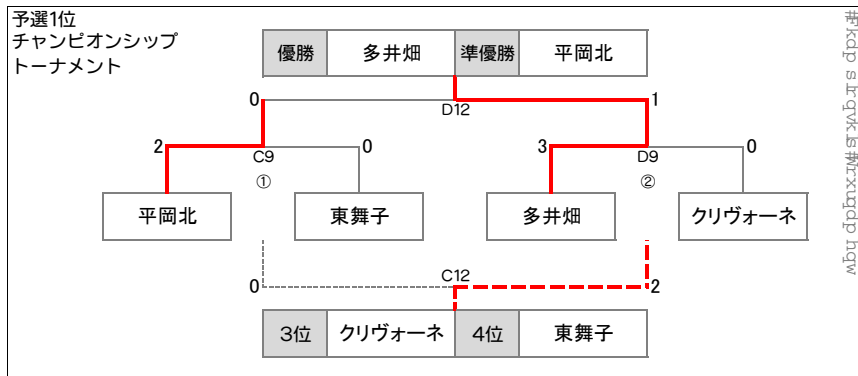 予選1位
チャンピオンシップ
トーナメント
優勝 多井畑 準優勝 平岡北
0 1
D12
2 0 3 0
C9 D9
① ②
平岡北 東舞子 多井畑 クリヴォーネ
C12
0 2
3位 クリヴォーネ 4位 東舞子